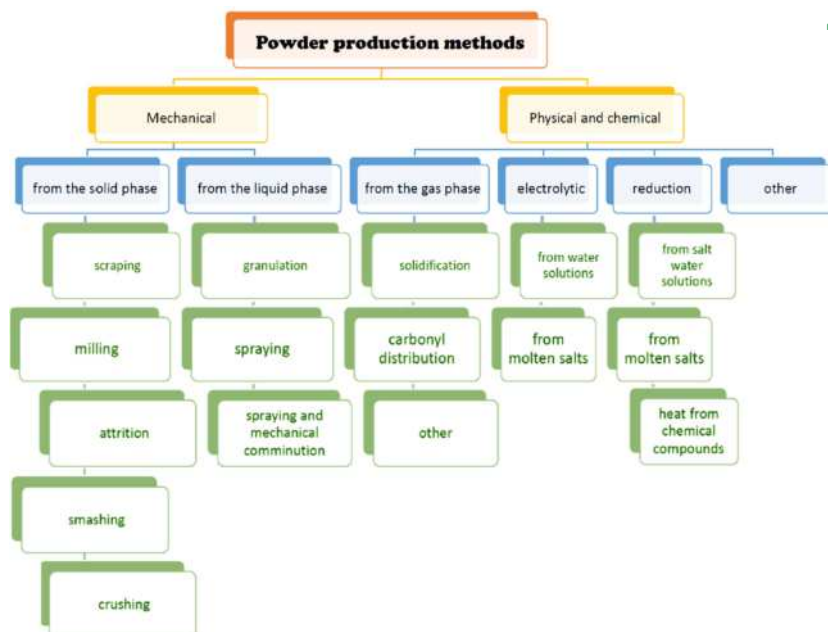 Powder production methods
Mechanical
Physical and chemical
from the solid phase
from the liquid phase
from the gas phase
electrolytic
reduction
other
scraping
granulation
solidification
from water
solutions
from salt
water
solutions
milling
spraying
carbonyl
distribution
from
molten salts
from
molten salts
attrition
spraying and
mechanical
comminution
other
heat from
chemical
compounds
smashing
crushing